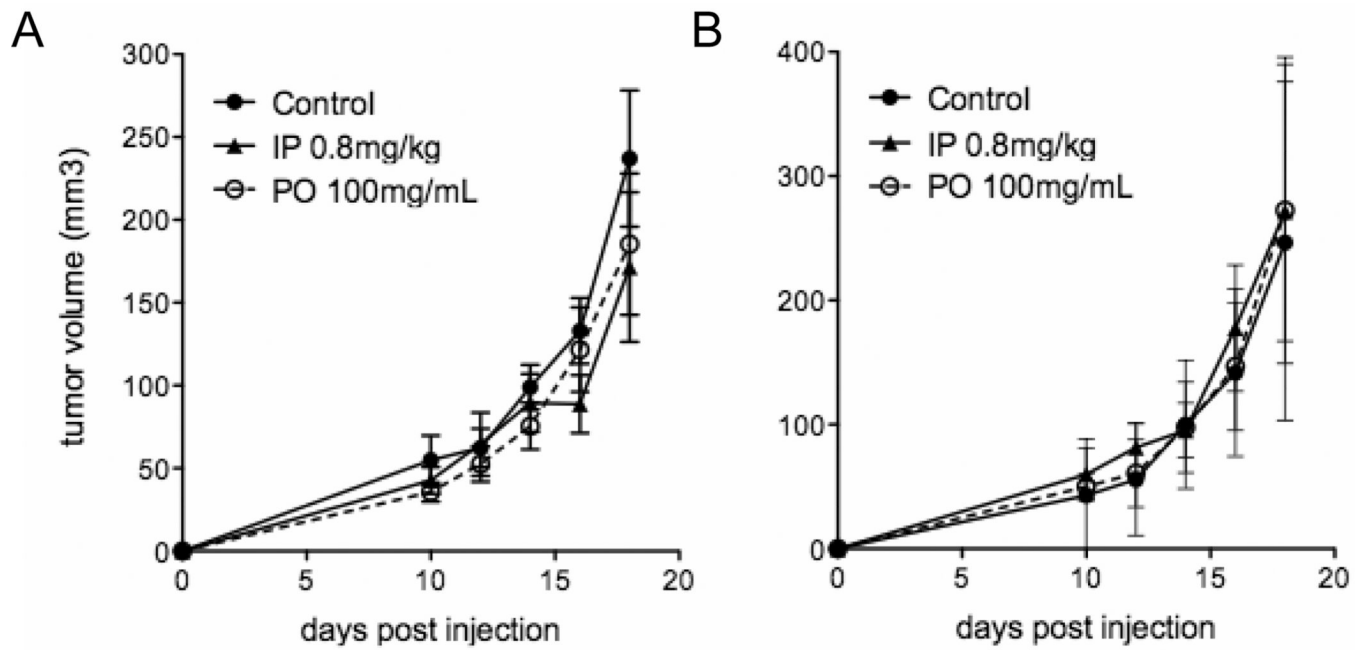 A
tumor volume (mm3)
300
250
200
150
100
50
0
Control
IP 0.8mg/kg
PO 100mg/mL
0 5 10 15 20
days post injection
B
400
300
200
100
0
Control
IP 0.8mg/kg
PO 100mg/mL
0 5 10 15 20
days post injection